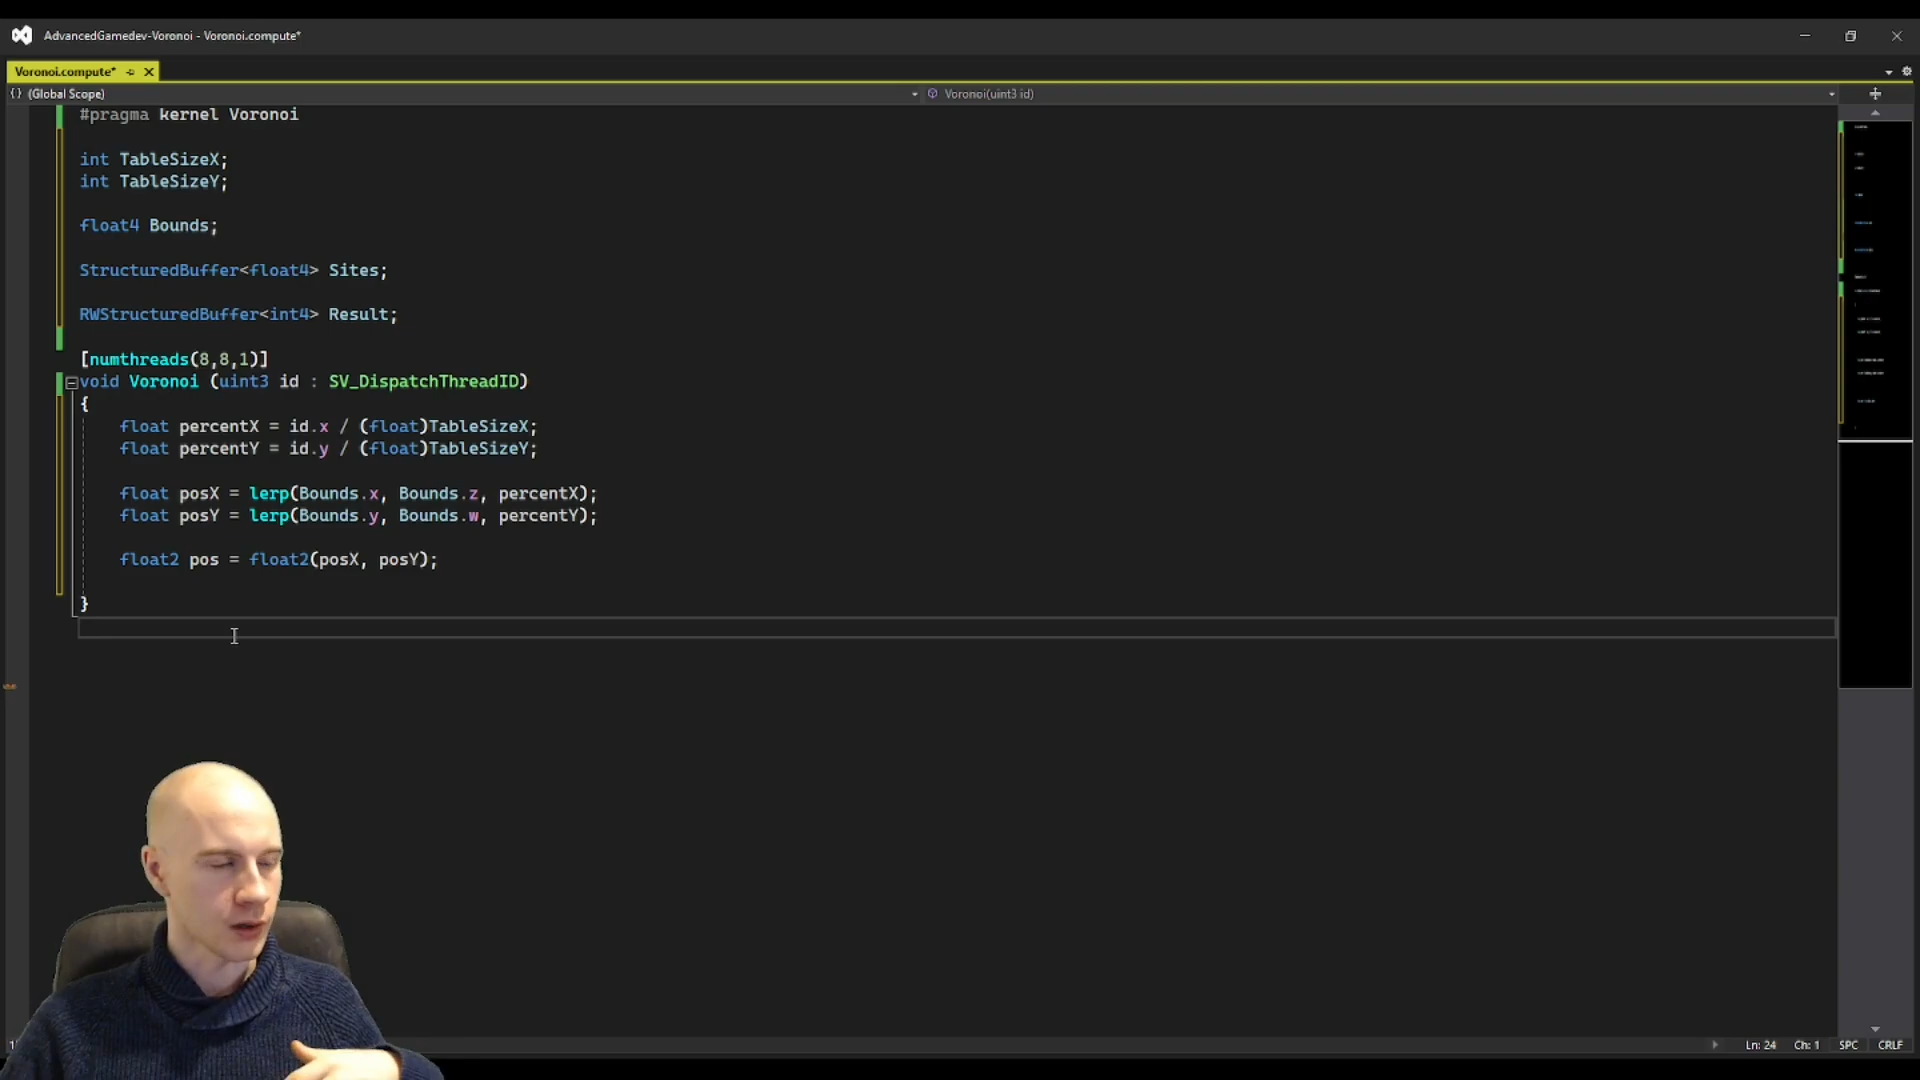 AdvancedGamedev-Voronoi - Voronoi.compute*
Voronoi.compute*
{} (Global Scope)
Voronoi(uint3 id)
#pragma kernel Voronoi
int TableSizeX;
int TableSizeY;
float4 Bounds;
StructuredBuffer<float4> Sites;
RWStructuredBuffer<int4> Result;
[numthreads(8,8,1)]
void Voronoi (uint3 id : SV_DispatchThreadID)
{
float percentX = id.x / (float)TableSizeX;
float percentY = id.y / (float)TableSizeY;
float posX = lerp(Bounds.x, Bounds.z, percentX);
float posY = lerp(Bounds.y, Bounds.w, percentY);
float2 pos = float2(posX, posY);
}
Ln: 24 Ch: 1 SPC CRLF